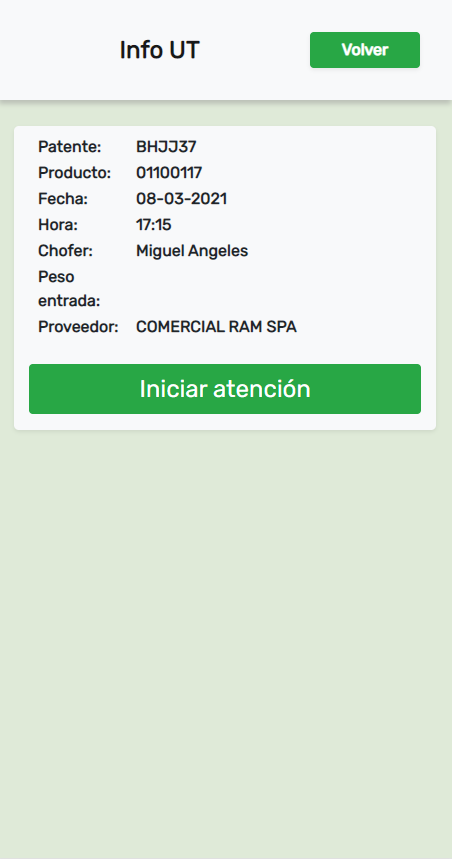 Info UT
Volver
Patente: BHJJ37
Producto: 01100117
Fecha: 08-03-2021
Hora: 17:15
Chofer: Miguel Angeles
Peso
entrada:
Proveedor: COMERCIAL RAM SPA
Iniciar atención